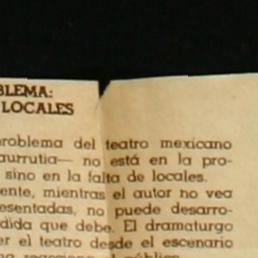 BLEMA:
LOCALES
roblema del teatro mexicano
aurrutia— no está en la pro-
sino en la falta de locales.
ente, mientras el autor no vea
esentadas, no puede desarro-
dida que debe. El dramaturgo
er el teatro desde el escenario